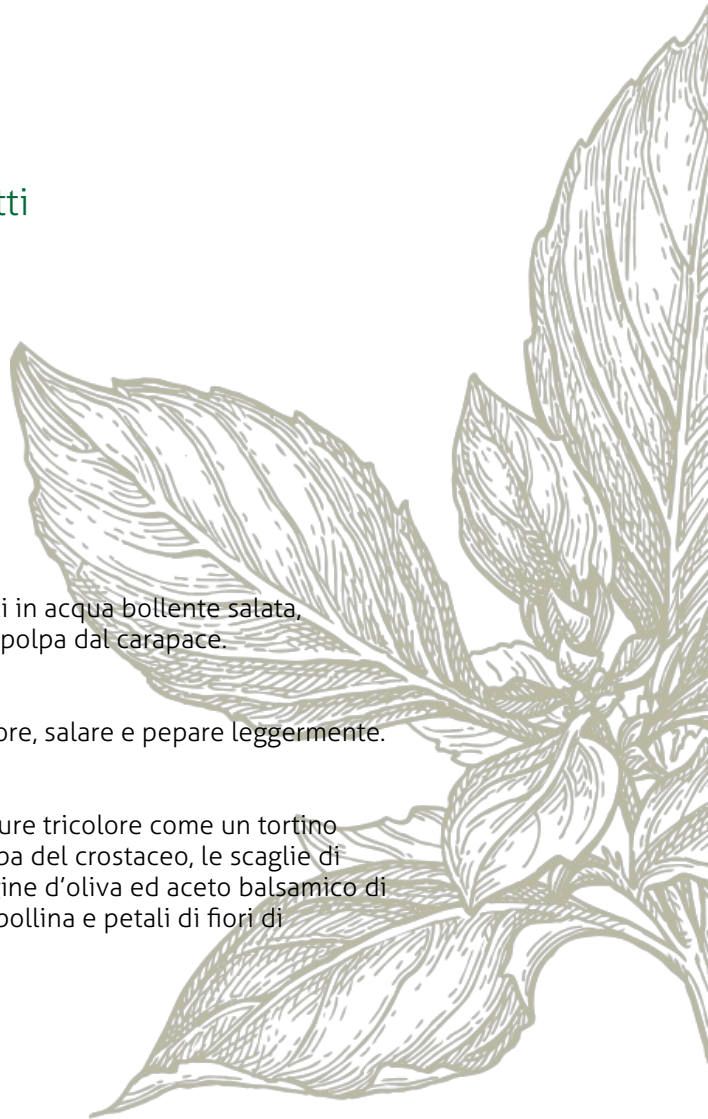 tti
i in acqua bollente salata,
polpa dal carapace.
ore, salare e pepare leggermente.
ure tricolore come un tortino
pa del crostaceo, le scaglie di
gine d’oliva ed aceto balsamico di
pollina e petali di fiori di